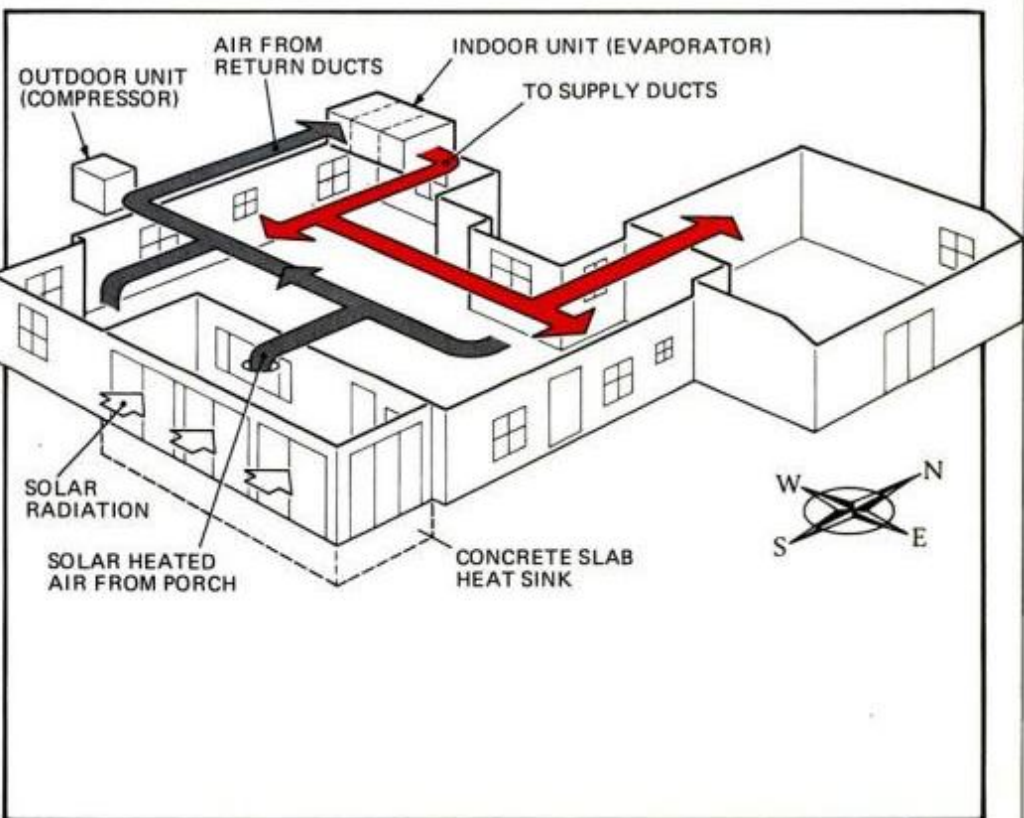 AIR FROM
RETURN DUCTS
INDOOR UNIT (EVAPORATOR)
OUTDOOR UNIT
(COMPRESSOR)
TO SUPPLY DUCTS
W
N
S
E
SOLAR
RADIATION
SOLAR HEATED
AIR FROM PORCH
CONCRETE SLAB
HEAT SINK